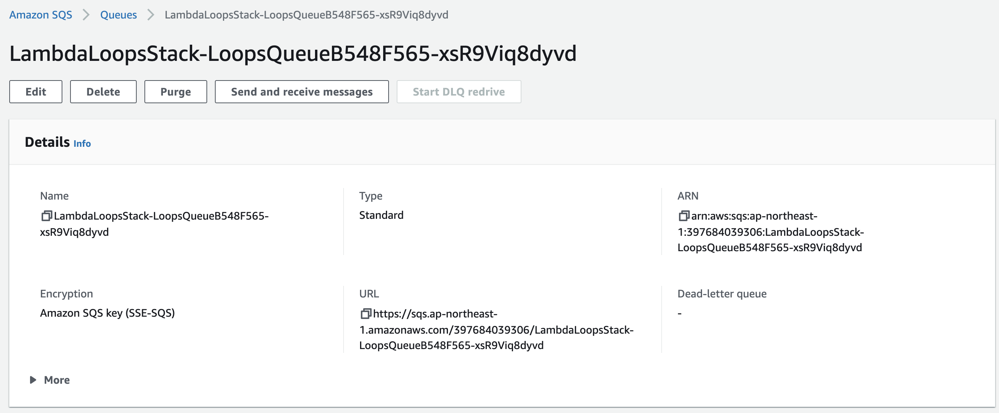 Amazon SQS > Queues > LambdaLoopsStack-LoopsQueueB548F565-xsR9Viq8dyvd
LambdaLoopsStack-LoopsQueueB548F565-xsR9Viq8dyvd
Edit Delete Purge Send and receive messages Start DLQ redrive
Details Info
Name
LambdaLoopsStack-LoopsQueueB548F565-
xsR9Viq8dyvd
Type
Standard
ARN
arn:aws:sqs:ap-northeast-
1:397684039306:LambdaLoopsStack-
LoopsQueueB548F565-xsR9Viq8dyvd
Encryption
Amazon SQS key (SSE-SQS)
URL
https://sqs.ap-northeast-
1.amazonaws.com/397684039306/LambdaLoopsStack-
LoopsQueueB548F565-xsR9Viq8dyvd
Dead-letter queue
-
More